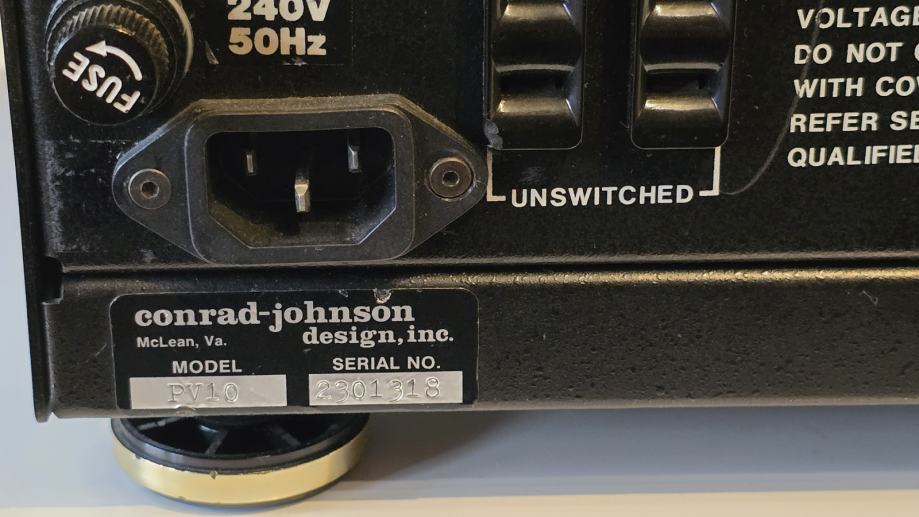 240V
50Hz
FUSE
UNSWITCHED
VOLTAGE
DO NOT
WITH CO
REFER SE
QUALIFIE
conrad-johnson
design, inc.
McLean, Va.
MODEL
SERIAL NO.
PV10
2301318